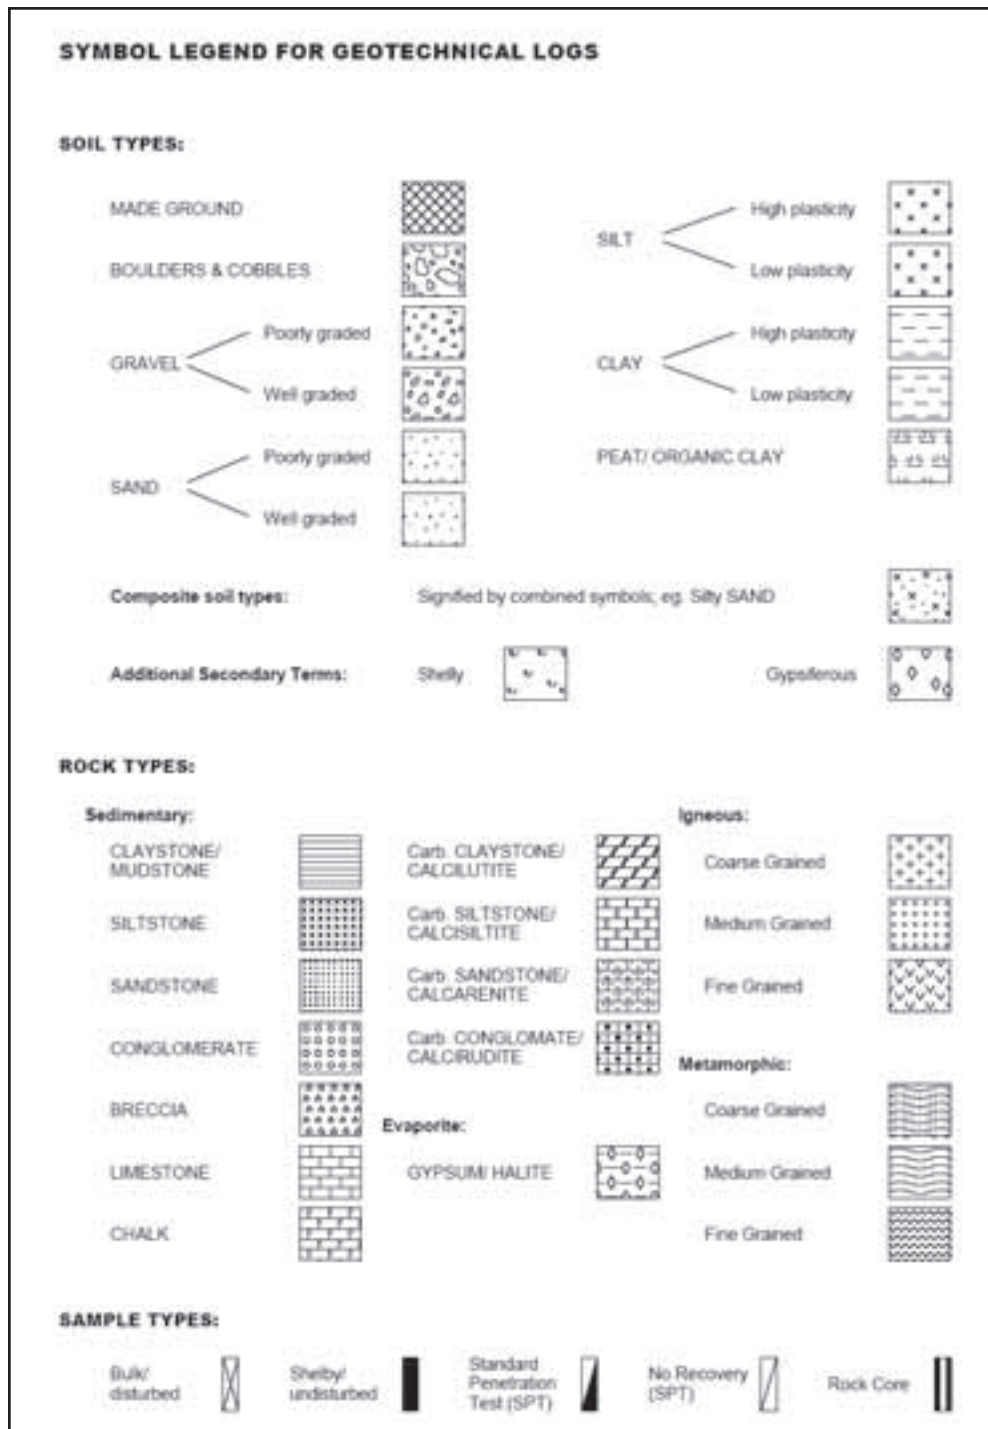 SYMBOL LEGEND FOR GEOTECHNICAL LOGS
SOIL TYPES:
MADE GROUND
BOULDERS & COBBLES
GRAVEL
Poorly graded
Well graded
SAND
Poorly graded
Well graded
SILT
High plasticity
Low plasticity
CLAY
High plasticity
Low plasticity
PEAT/ ORGANIC CLAY
Composite soil types:
Signified by combined symbols; eg. Silty SAND
Additional Secondary Terms:
Shelly
Gypsiferous
ROCK TYPES:
Sedimentary:
CLAYSTONE/
MUDSTONE
SILTSTONE
SANDSTONE
CONGLOMERATE
BRECCIA
LIMESTONE
CHALK
Carb. CLAYSTONE/
CALCILUTITE
Carb. SILTSTONE/
CALCISILTITE
Carb. SANDSTONE/
CALCARENITE
Carb. CONGLOMATE/
CALCIRUDITE
Evaporite:
GYPSUM/ HALITE
Igneous:
Coarse Grained
Medium Grained
Fine Grained
Metamorphic:
Coarse Grained
Medium Grained
Fine Grained
SAMPLE TYPES:
Bulk/
disturbed
Shelby/
undisturbed
Standard
Penetration
Test (SPT)
No Recovery
(SPT)
Rock Core